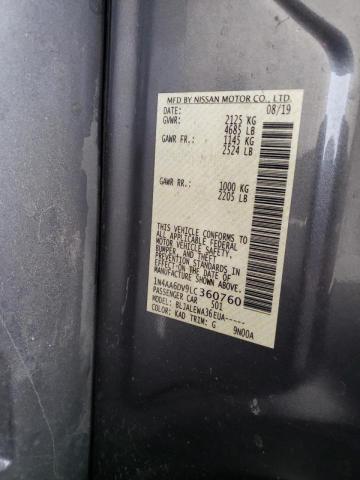 MFD BY NISSAN MOTOR CO., LTD.
DATE: 08/19
GVWR: 2125 KG
4685 LB
GAWR FR.: 1145 KG
2524 LB
GAWR RR.: 1000 KG
2205 LB
THIS VEHICLE CONFORMS TO
ALL APPLICABLE FEDERAL
MOTOR VEHICLE SAFETY,
BUMPER, AND THEFT
PREVENTION STANDARDS IN
EFFECT ON THE DATE OF
MANUFACTURE SHOWN ABOVE.
1N4AA6DV9LC360760
PASSENGER CAR 501
MODEL: BLJALEWA36EUA-----
COLOR: KAD TRIM: G 9N00A